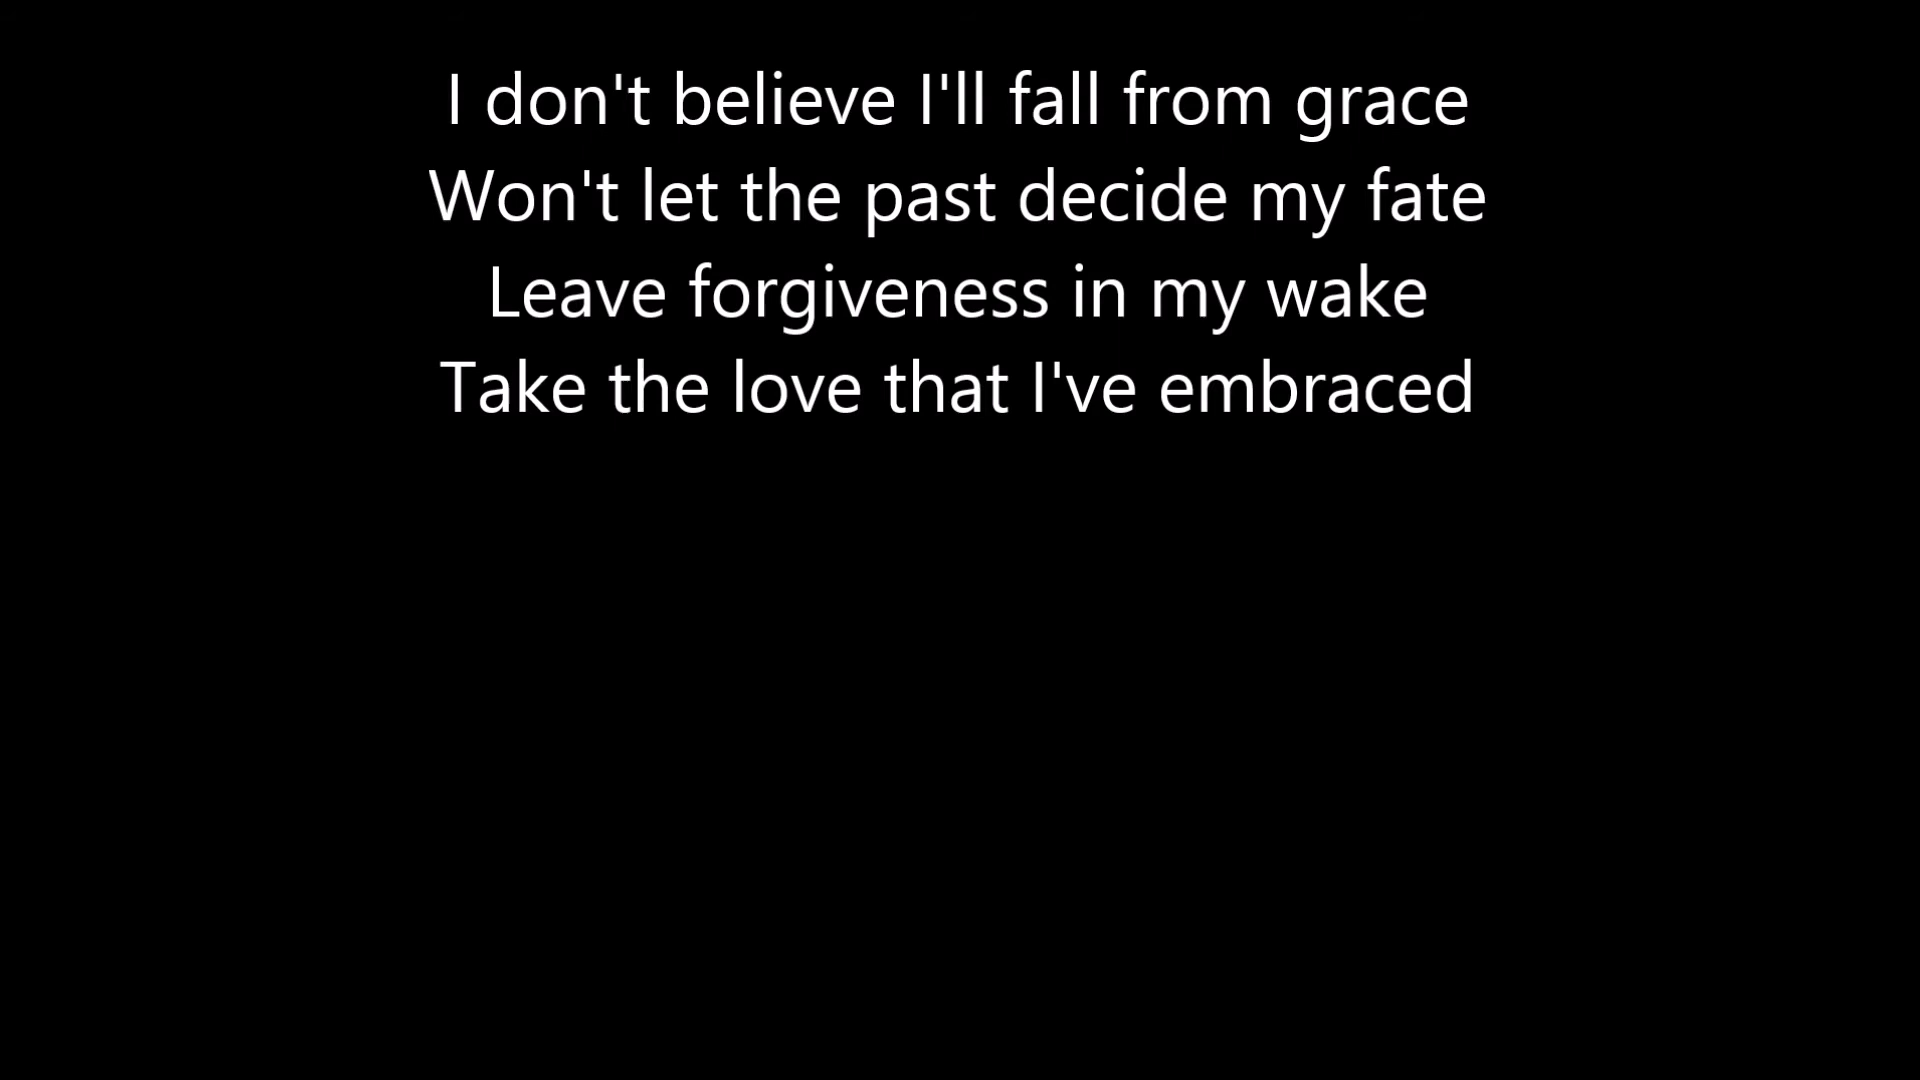 I don't believe I'll fall from grace
Won't let the past decide my fate
Leave forgiveness in my wake
Take the love that I've embraced